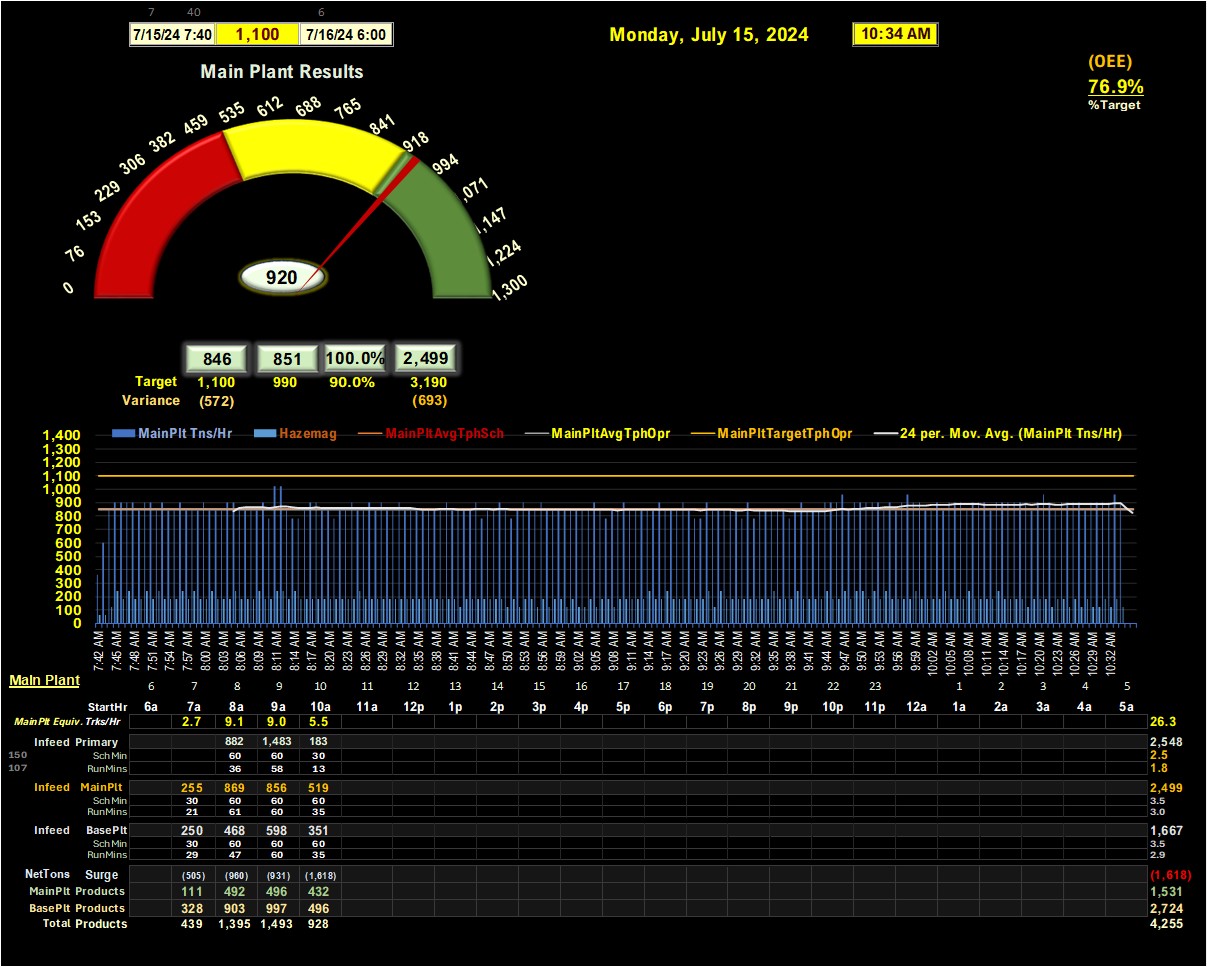 7 40 6
7/15/24 7:40 1,100 7/16/24 6:00 Monday, July 15, 2024 10:34 AM
(OEE)
76.9%
%Target
Main Plant Results
0 76 153 229 306 382 459 535 612 688 765 841 918 994 ,071 1,147 1,224 1,300
920
846 851 100.0% 2,499
Target 1,100 990 90.0% 3,190
Variance (572) (693)
MainPlt Tns/Hr Hazemag MainPltAvgTphSch MainPltAvgTphOpr MainPltTargetTphOpr 24 per. Mov. Avg. (MainPlt Tns/Hr)
1,400
1,300
1,200
1,100
1,000
900
800
700
600
500
400
300
200
100
0
7:42 AM 7:45 AM 7:48 AM 7:51 AM 7:54 AM 7:57 AM 8:00 AM 8:03 AM 8:06 AM 8:09 AM 8:11 AM 8:14 AM 8:17 AM 8:20 AM 8:23 AM 8:26 AM 8:29 AM 8:32 AM 8:35 AM 8:38 AM 8:41 AM 8:44 AM 8:47 AM 8:50 AM 8:53 AM 8:56 AM 8:59 AM 9:02 AM 9:05 AM 9:08 AM 9:11 AM 9:14 AM 9:17 AM 9:20 AM 9:23 AM 9:26 AM 9:29 AM 9:32 AM 9:35 AM 9:38 AM 9:41 AM 9:44 AM 9:47 AM 9:50 AM 9:53 AM 9:56 AM 9:59 AM 10:02 AM 10:05 AM 10:08 AM 10:11 AM 10:14 AM 10:17 AM 10:20 AM 10:23 AM 10:26 AM 10:29 AM 10:32 AM
Main Plant
6 7 8 9 10 11 12 13 14 15 16 17 18 19 20 21 22 23 1 2 3 4 5
StartHr 6a 7a 8a 9a 10a 11a 12p 1p 2p 3p 4p 5p 6p 7p 8p 9p 10p 11p 12a 1a 2a 3a 4a 5a
MainPlt Equiv. Trks/Hr 2.7 9.1 9.0 5.5 26.3
Infeed Primary 882 1,483 183 2,548
150 Sch Min 60 60 30 2.5
107 RunMins 36 58 13 1.8
Infeed MainPlt 255 869 856 519 2,499
Sch Min 30 60 60 60 3.5
RunMins 21 61 60 35 3.0
Infeed BasePlt 250 468 598 351 1,667
Sch Min 30 60 60 60 3.5
RunMins 29 47 60 35 2.9
NetTons Surge (505) (960) (931) (1,618) (1,618)
MainPlt Products 111 492 496 432 1,531
BasePlt Products 328 903 997 496 2,724
Total Products 439 1,395 1,493 928 4,255